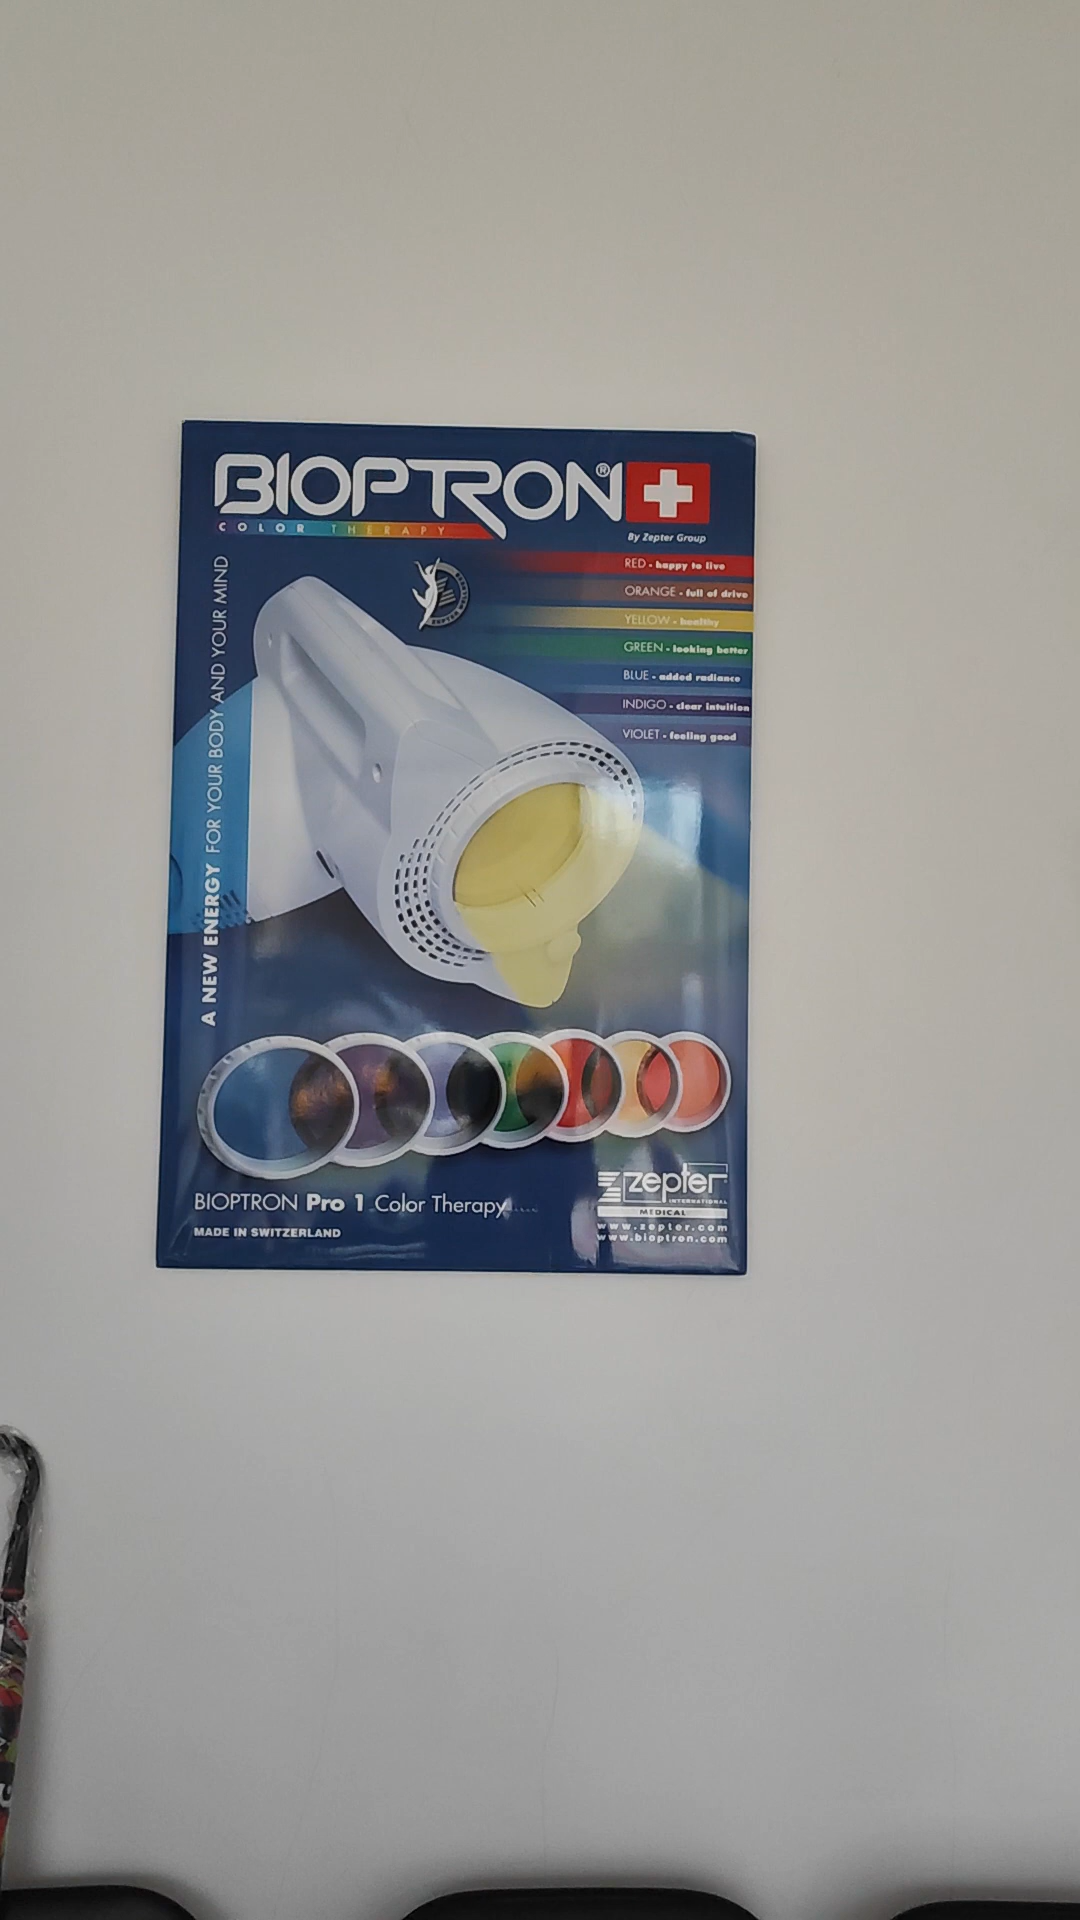 BIOPTRON®
COLOR THERAPY
By Zepter Group
RED - happy to live
ORANGE - full of drive
YELLOW - healthy
GREEN - looking better
BLUE - added radiance
INDIGO - clear intuition
VIOLET - feeling good
A NEW ENERGY FOR YOUR BODY AND YOUR MIND
BIOPTRON Pro 1 Color Therapy
MADE IN SWITZERLAND
zepter
INTERNATIONAL
MEDICAL
www.zepter.com
www.bioptron.com